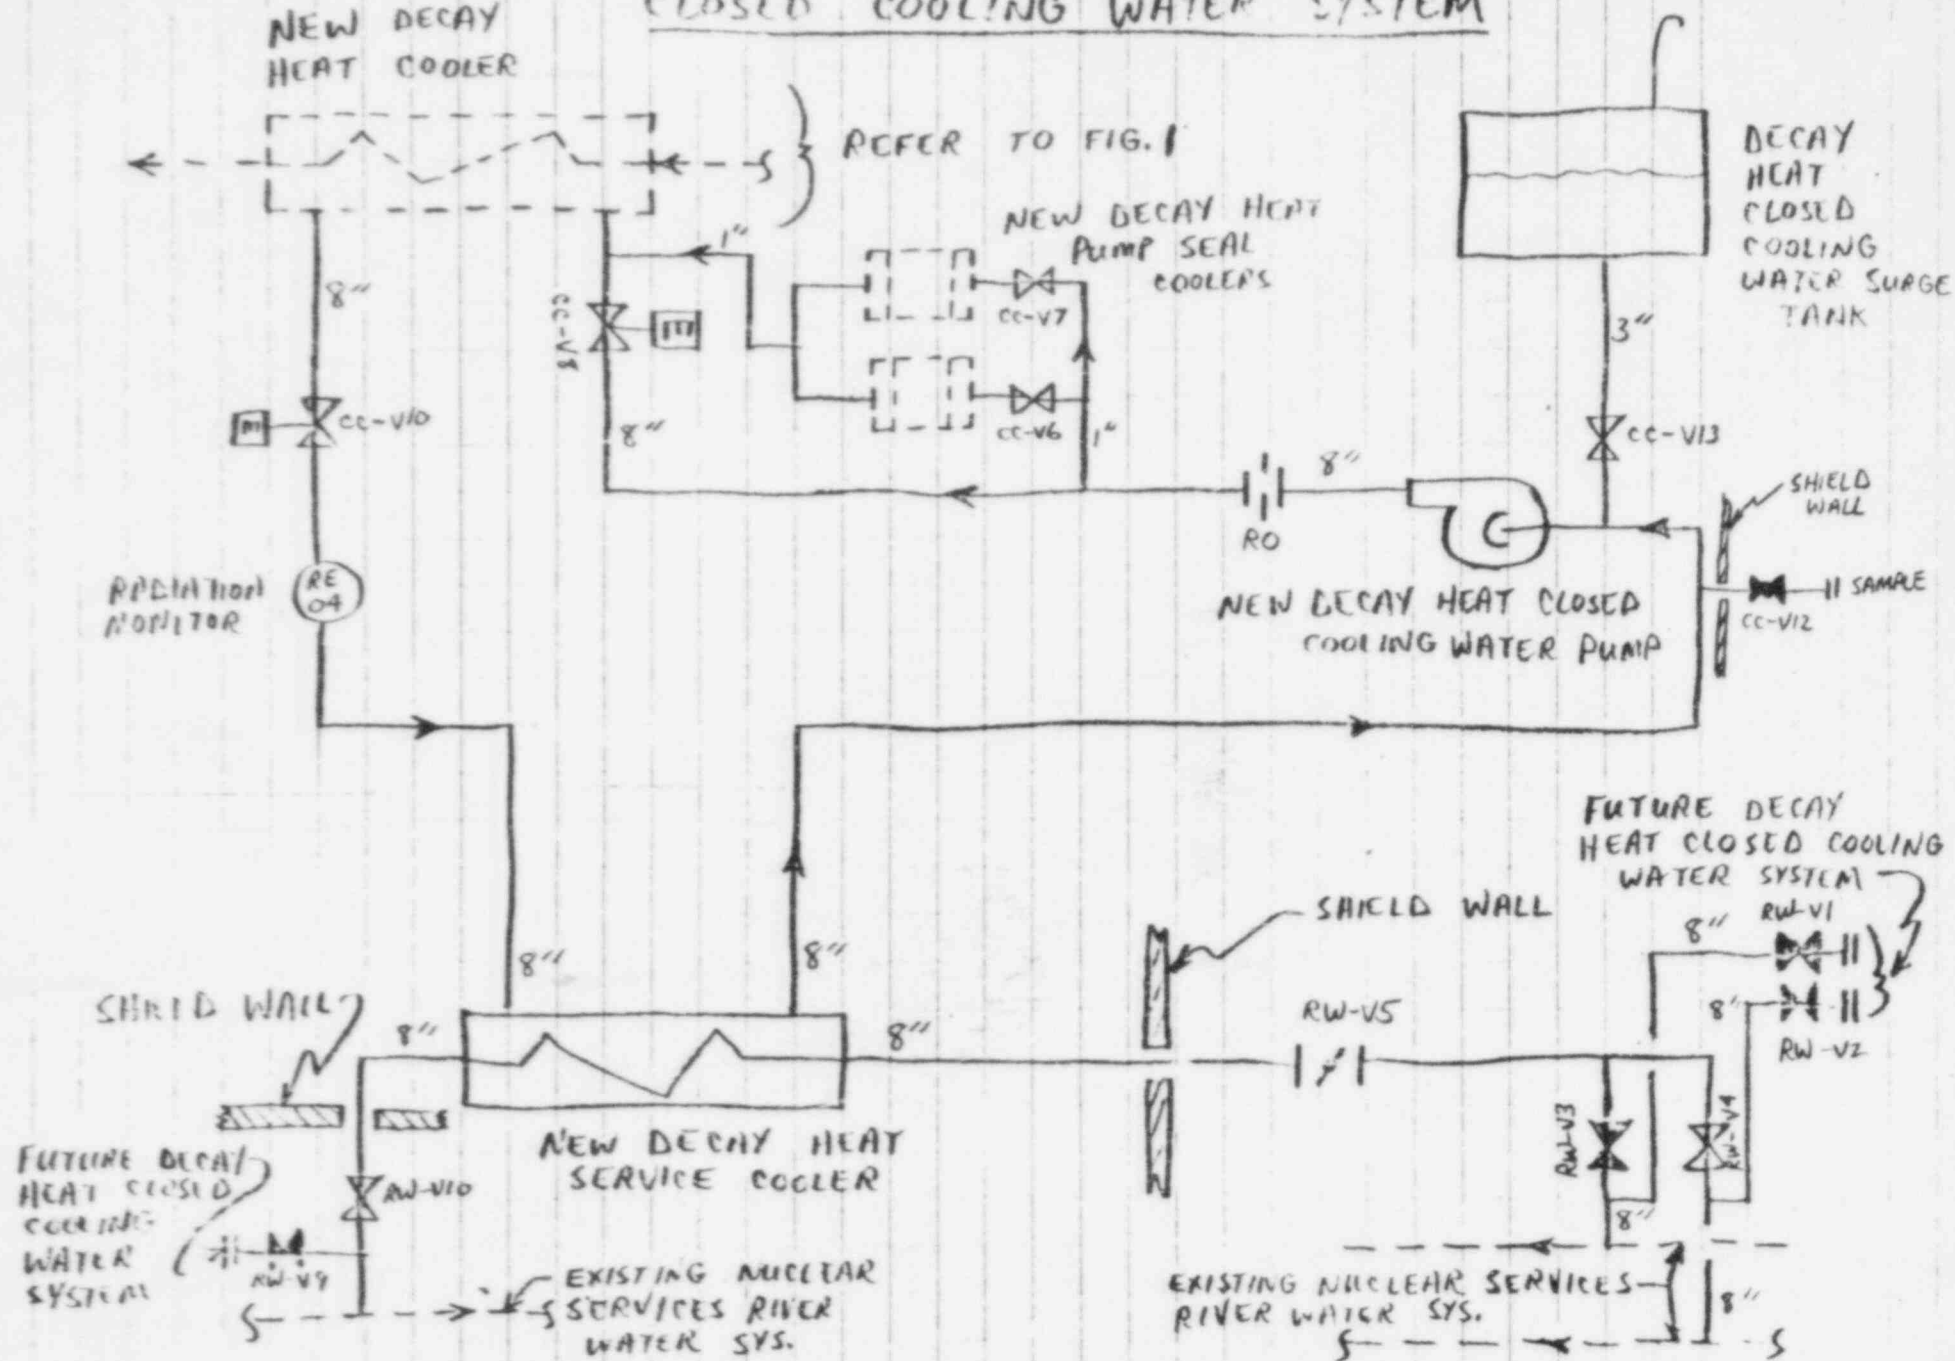 CLOSED COOLING WATER SYSTEM
NEW DECAY
HEAT COOLER
REFER TO FIG. 1
NEW DECAY HEAT
PUMP SEAL
COOLERS
DECAY
HEAT
CLOSED
COOLING
WATER SURGE
TANK
1"
8"
CC-V8
E
CC-V7
3"
E
CC-V10
8"
CC-V6
1"
CC-V13
8"
RO
SHIELD
WALL
RADIATION
MONITOR
RE
04
NEW DECAY HEAT CLOSED
COOLING WATER PUMP
SAMPLE
CC-V12
FUTURE DECAY
HEAT CLOSED COOLING
WATER SYSTEM
SHIELD WALL
8"
RW-V1
8"
8"
8"
RW-V2
SHIELD WALL
8"
8"
RW-V5
RW-V3
RW-V4
NEW DECAY HEAT
SERVICE COOLER
FUTURE DECAY
HEAT CLOSED
COOLING
WATER
SYSTEM
RW-V10
RW-V9
8"
EXISTING NUCLEAR
SERVICES RIVER
WATER SYS.
EXISTING NUCLEAR SERVICES
RIVER WATER SYS.
8"